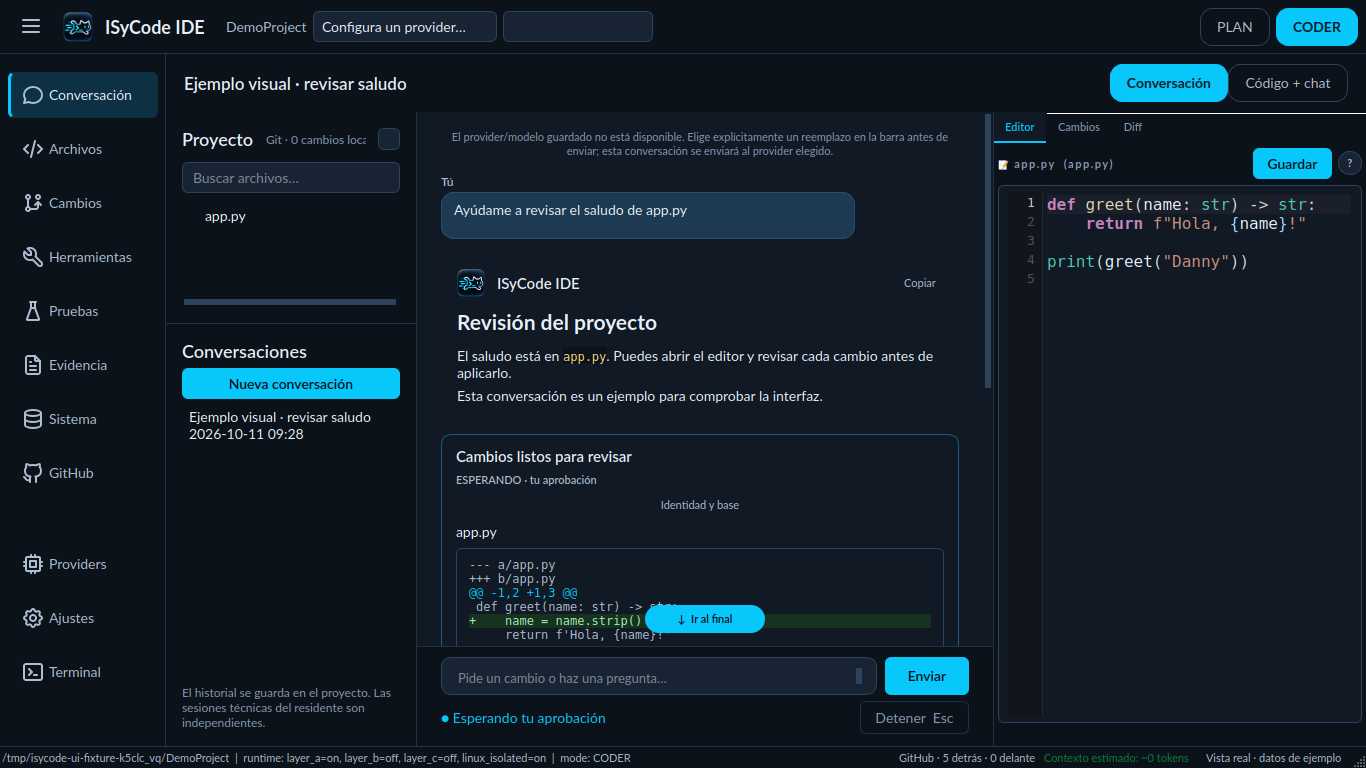 ISyCode IDE
DemoProject
Configura un provider...
PLAN
CODER
Conversación
Archivos
Cambios
Herramientas
Pruebas
Evidencia
Sistema
GitHub
Providers
Ajustes
Terminal
Ejemplo visual · revisar saludo
Conversación
Código + chat
Proyecto
Git · 0 cambios loca
Buscar archivos...
app.py
Conversaciones
Nueva conversación
Ejemplo visual · revisar saludo
2026-10-11 09:28
El historial se guarda en el proyecto. Las
sesiones técnicas del residente son
independientes.
El provider/modelo guardado no está disponible. Elige explícitamente un reemplazo en la barra antes de
enviar; esta conversación se enviará al provider elegido.
Tú
Ayúdame a revisar el saludo de app.py
ISyCode IDE
Copiar
Revisión del proyecto
El saludo está en app.py. Puedes abrir el editor y revisar cada cambio antes de
aplicarlo.
Esta conversación es un ejemplo para comprobar la interfaz.
Cambios listos para revisar
ESPERANDO · tu aprobación
Identidad y base
app.py
--- a/app.py
+++ b/app.py
@@ -1,2 +1,3 @@
def greet(name: str) -> str:
+    name = name.strip()
return f'Hola, {name}!'
↓ Ir al final
Pide un cambio o haz una pregunta...
Enviar
● Esperando tu aprobación
Detener Esc
Editor
Cambios
Diff
app.py (app.py)
Guardar
?
1 def greet(name: str) -> str:
2     return f"Hola, {name}!"
3
4 print(greet("Danny"))
5
/tmp/isycode-ui-fixture-k5clc_vq/DemoProject | runtime: layer_a=on, layer_b=off, layer_c=off, linux_isolated=on | mode: CODER
GitHub · 5 detrás · 0 delante
Contexto estimado: ~0 tokens
Vista real · datos de ejemplo